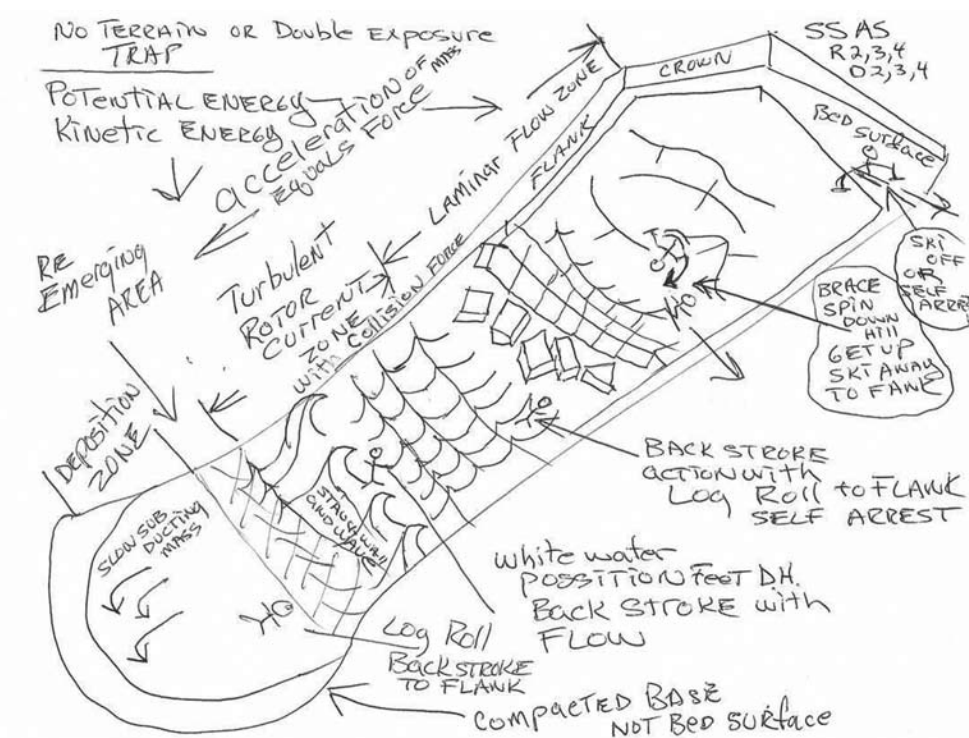 NO TERRAIN OR Double Exposure
TRAP
POTENTIAL ENERGY
KINETIC ENERGY
acceleration OF mass
EQUALS Force
SS AS
R 2,3,4
D 2,3,4
CROWN
BED SURFACE
FLANK
LAMINAR FLOW ZONE
RE
Emerging
AREA
Turbulent
ROTOR
CURRENT
ZONE
with Collision Force
SKI
OFF
OR
SELF
ARREST
BRACE
SPIN
DOWN
HILL
GET UP
SKI AWAY
TO FANK
DEPOSITION
ZONE
BACK STROKE
action with
LOG ROLL to FLANK
SELF ARREST
SLOW SUB
DUCTING
MASS
white water
POSSITION FEET DH.
BACK STROKE with
FLOW
LOG ROLL
BACK STROKE
TO FLANK
COMPACTED BASE
NOT BED SURFACE